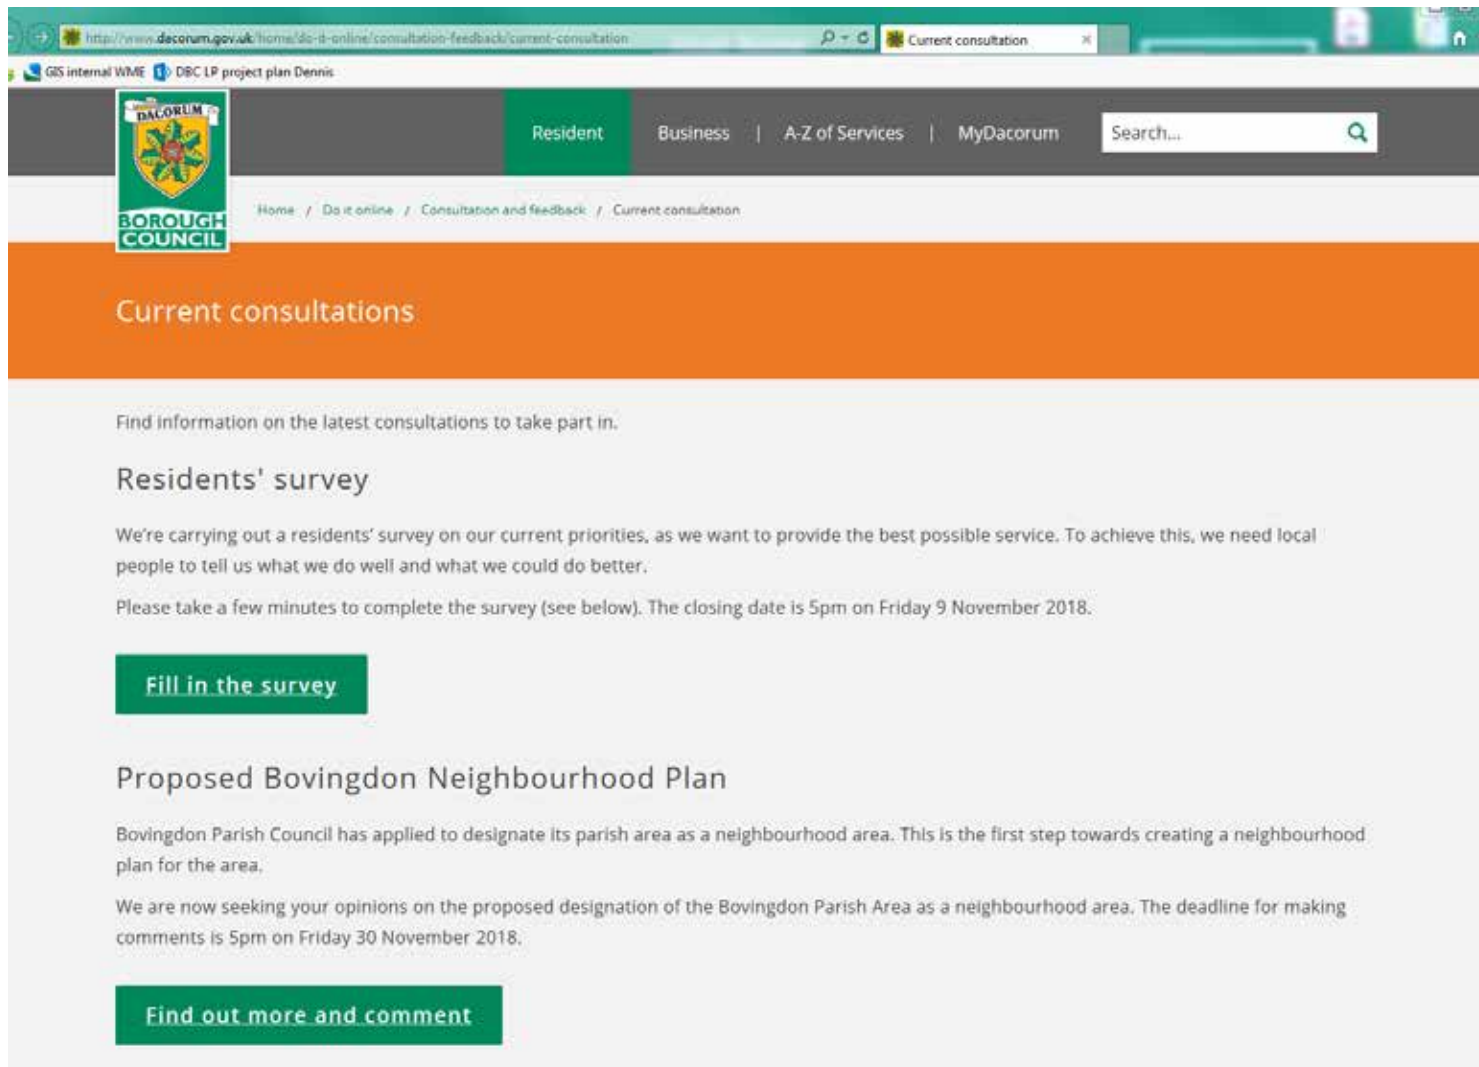 http://www.decorum.gov.uk/home/do-it-online/consultation-feedback/current-consultation
Current consultation
GIS internal WME DBC LP project plan Dennis
DACORUM
BOROUGH
COUNCIL
Resident Business | A-Z of Services | MyDacorum Search...
Home / Do it online / Consultation and feedback / Current consultation
Current consultations
Find information on the latest consultations to take part in.
Residents' survey
We're carrying out a residents' survey on our current priorities, as we want to provide the best possible service. To achieve this, we need local
people to tell us what we do well and what we could do better.
Please take a few minutes to complete the survey (see below). The closing date is 5pm on Friday 9 November 2018.
Fill in the survey
Proposed Bovingdon Neighbourhood Plan
Bovingdon Parish Council has applied to designate its parish area as a neighbourhood area. This is the first step towards creating a neighbourhood
plan for the area.
We are now seeking your opinions on the proposed designation of the Bovingdon Parish Area as a neighbourhood area. The deadline for making
comments is 5pm on Friday 30 November 2018.
Find out more and comment